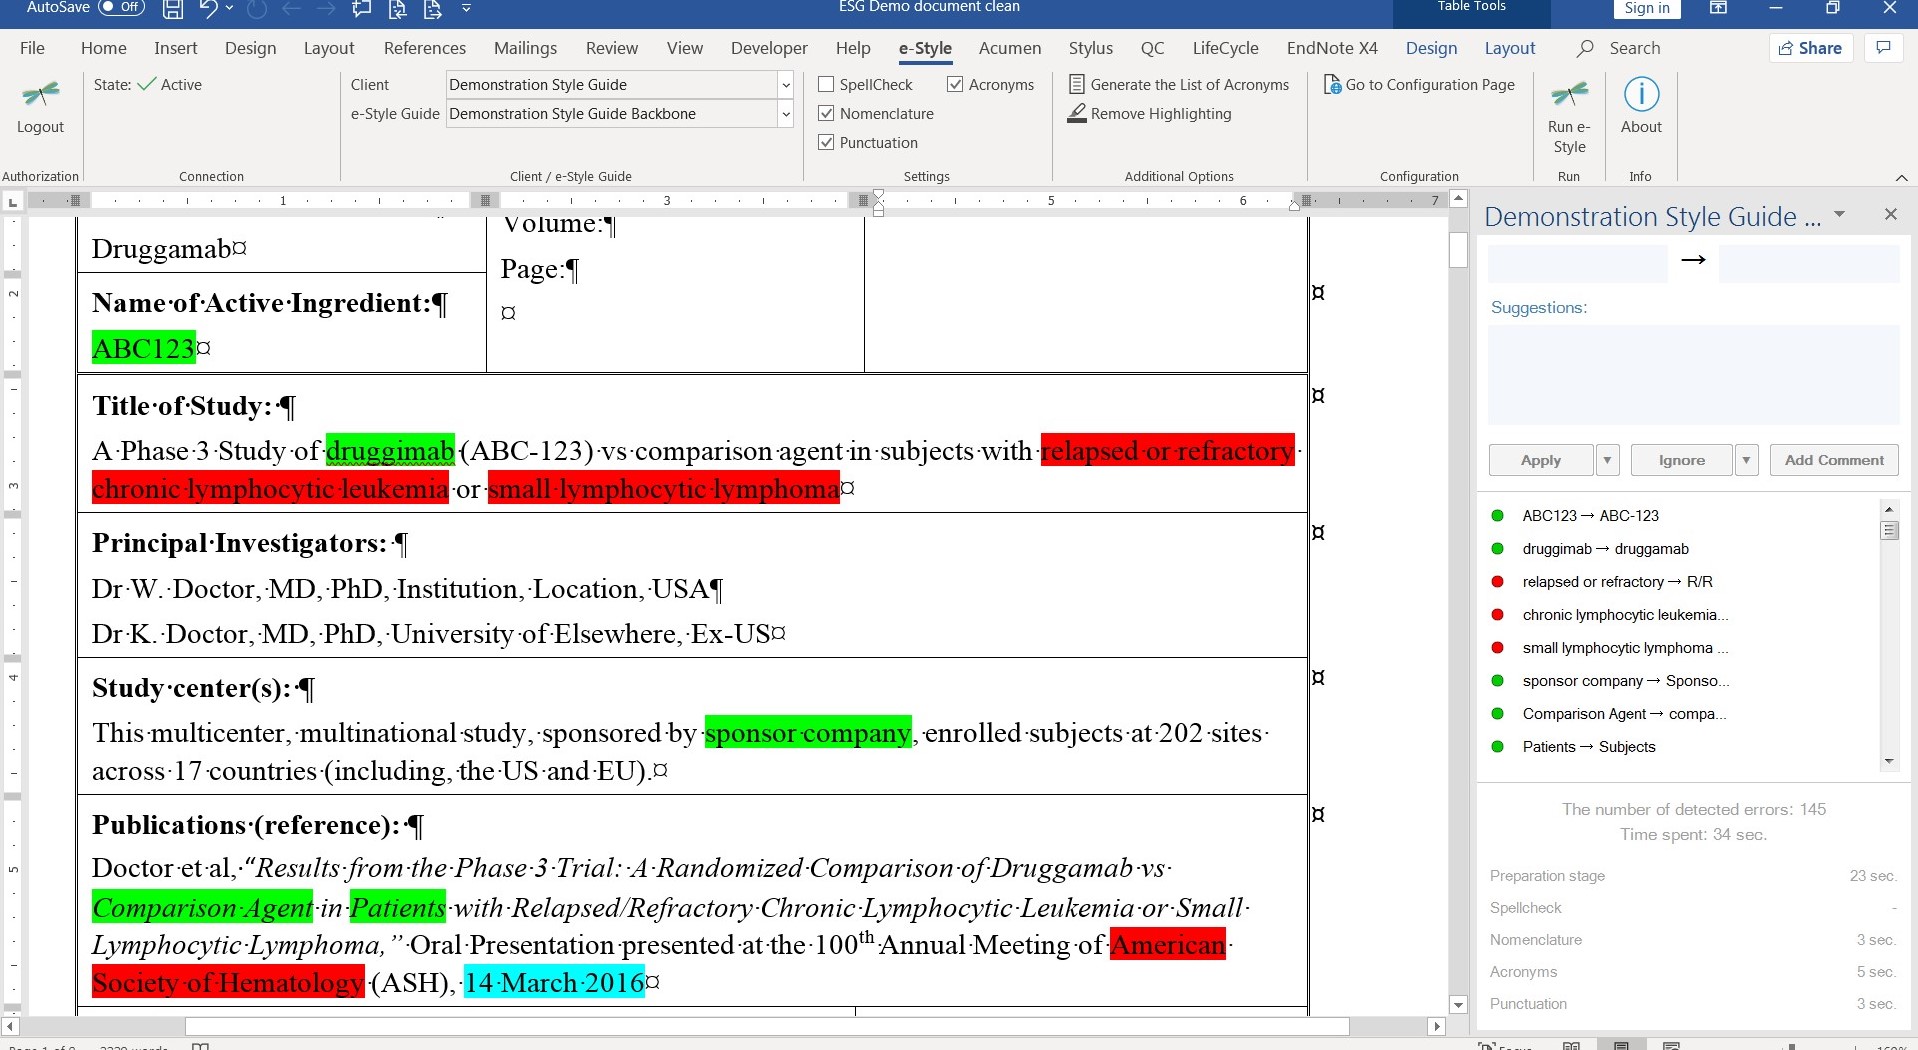 AutoSave Off
ESG Demo document clean
Table Tools
Sign in
File Home Insert Design Layout References Mailings Review View Developer Help e-Style Acumen Stylus QC LifeCycle EndNote X4 Design Layout Search Share
Logout
Authorization
State: Active
Connection
Client Demonstration Style Guide
e-Style Guide Demonstration Style Guide Backbone
Client / e-Style Guide
SpellCheck Acronyms
Nomenclature
Punctuation
Settings
Generate the List of Acronyms
Remove Highlighting
Additional Options
Go to Configuration Page
Configuration
Run e-
Style
Run
About
Info
1 3 5 6 7
2
3
4
5
Druggamab¤
Name·of·Active·Ingredient:¶
ABC123¤
Volume:¶
Page:¶
¤
¤
Title·of·Study:·¶
¤
A·Phase·3·Study·of·druggimab·(ABC-123)·vs·comparison·agent·in·subjects·with·relapsed·or·refractory·
chronic·lymphocytic·leukemia·or·small·lymphocytic·lymphoma¤
Principal·Investigators:·¶
¤
Dr·W.·Doctor,·MD,·PhD,·Institution,·Location,·USA¶
Dr·K.·Doctor,·MD,·PhD,·University·of·Elsewhere,·Ex-US¤
Study·center(s):·¶
¤
This·multicenter,·multinational·study,·sponsored·by·sponsor·company,·enrolled·subjects·at·202·sites·
across·17·countries·(including,·the·US·and·EU).¤
Publications·(reference):·¶
¤
Doctor·et·al,·“Results·from·the·Phase·3·Trial:·A·Randomized·Comparison·of·Druggamab·vs·
Comparison·Agent·in·Patients·with·Relapsed/Refractory·Chronic·Lymphocytic·Leukemia·or·Small·
Lymphocytic·Lymphoma,”·Oral·Presentation·presented·at·the·100th·Annual·Meeting·of·American·
Society·of·Hematology·(ASH),·14·March·2016¤
Demonstration Style Guide ...
→
Suggestions:
Apply Ignore Add Comment
ABC123 → ABC-123
druggimab → druggamab
relapsed or refractory → R/R
chronic lymphocytic leukemia...
small lymphocytic lymphoma ...
sponsor company → Sponso...
Comparison Agent → compa...
Patients → Subjects
The number of detected errors: 145
Time spent: 34 sec.
Preparation stage 23 sec.
Spellcheck -
Nomenclature 3 sec.
Acronyms 5 sec.
Punctuation 3 sec.